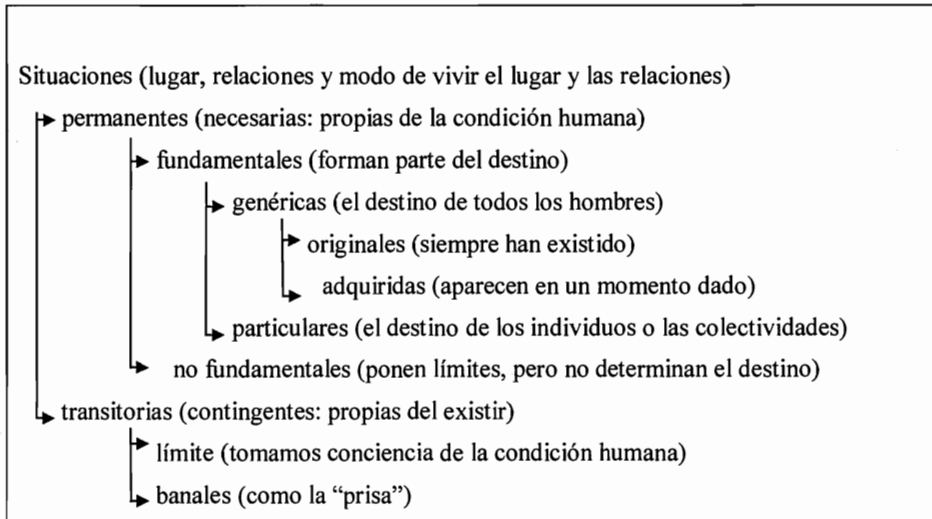 Situaciones (lugar, relaciones y modo de vivir el lugar y las relaciones)
permanentes (necesarias: propias de la condición humana)
fundamentales (forman parte del destino)
genéricas (el destino de todos los hombres)
originales (siempre han existido)
adquiridas (aparecen en un momento dado)
particulares (el destino de los individuos o las colectividades)
no fundamentales (ponen límites, pero no determinan el destino)
transitorias (contingentes: propias del existir)
límite (tomamos conciencia de la condición humana)
banales (como la “prisa”)